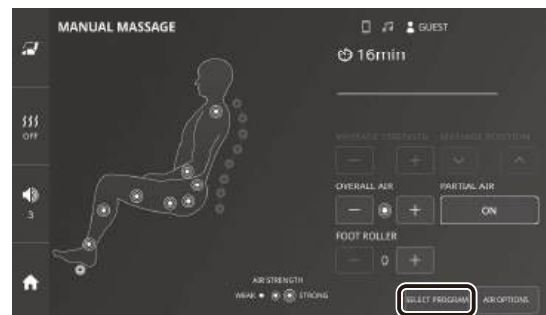 MANUAL MASSAGE
GUEST
16min
OFF
3
MASSAGE STRENGTH MASSAGE POSITION
− +
OVERALL AIR PARTIAL AIR
− + ON
FOOT ROLLER
− 0 +
AIR STRENGTH
WEAK STRONG
SELECT PROGRAM AIR OPTIONS